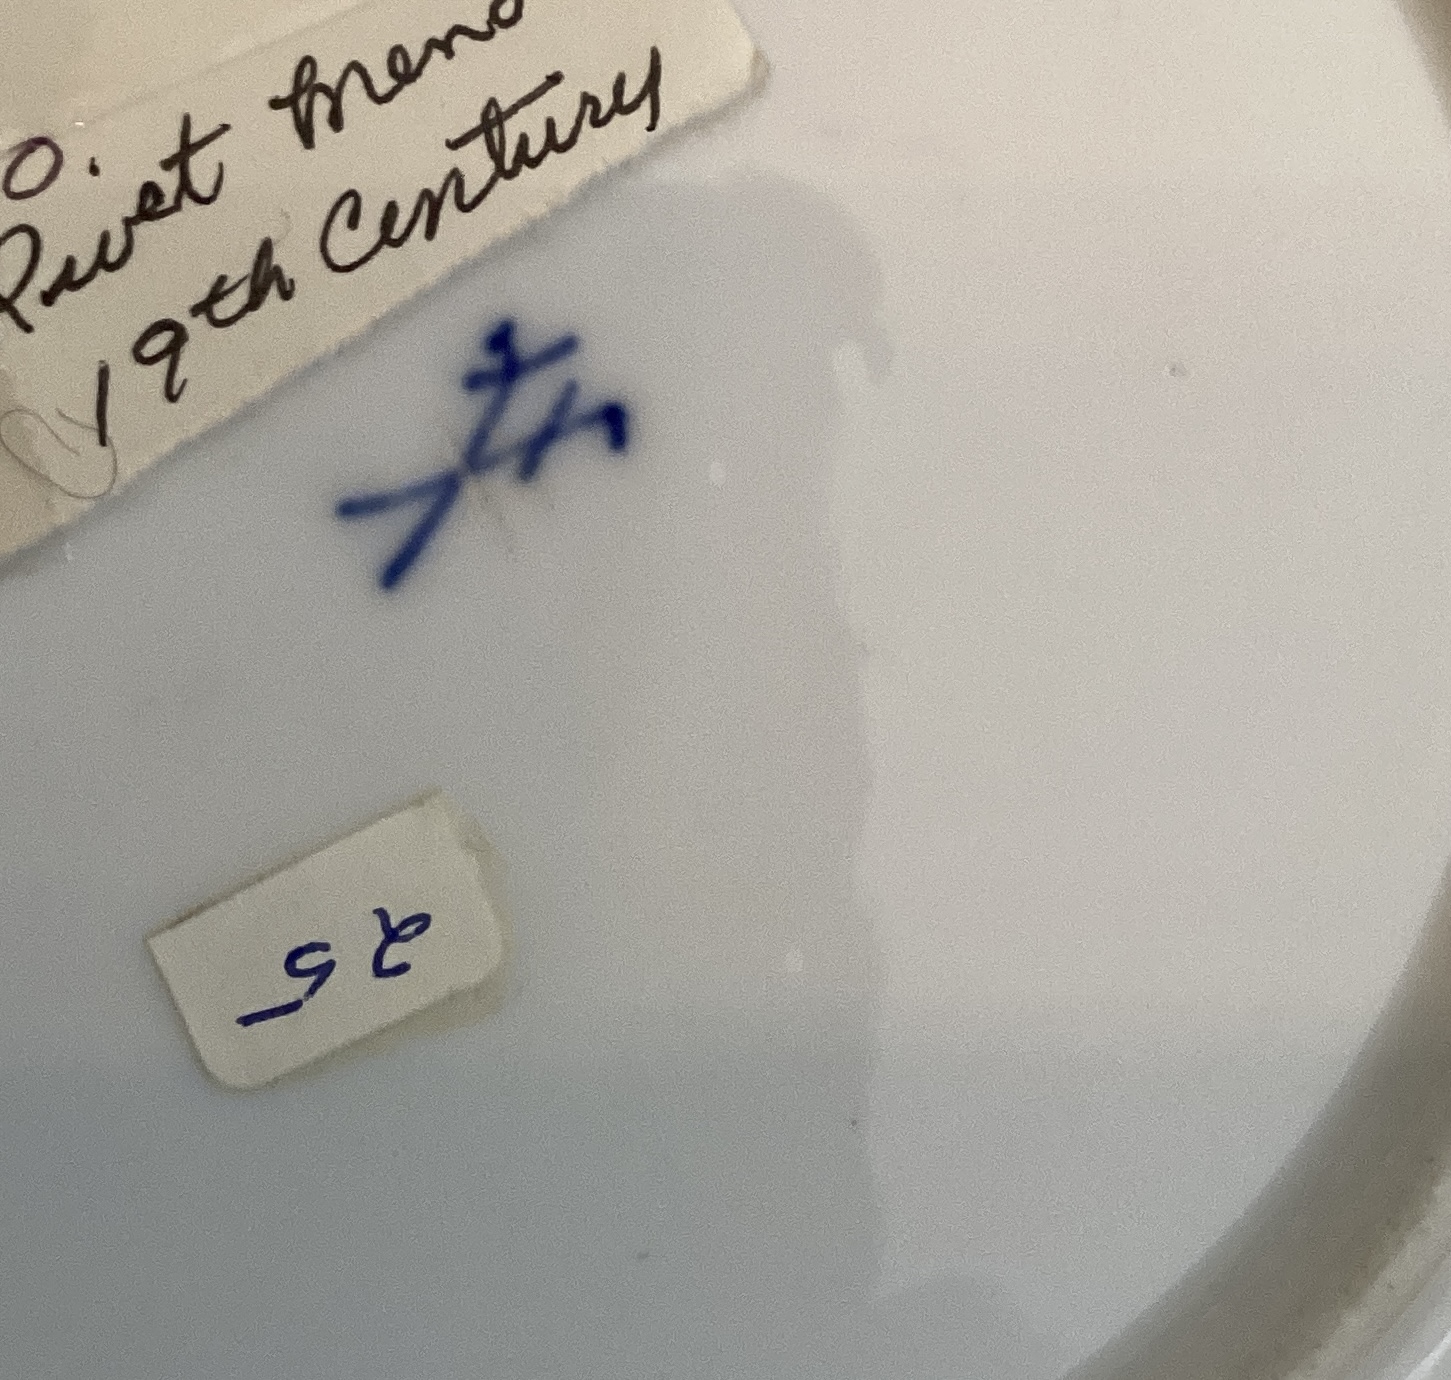 O.
Rivet mend
19th Century
25